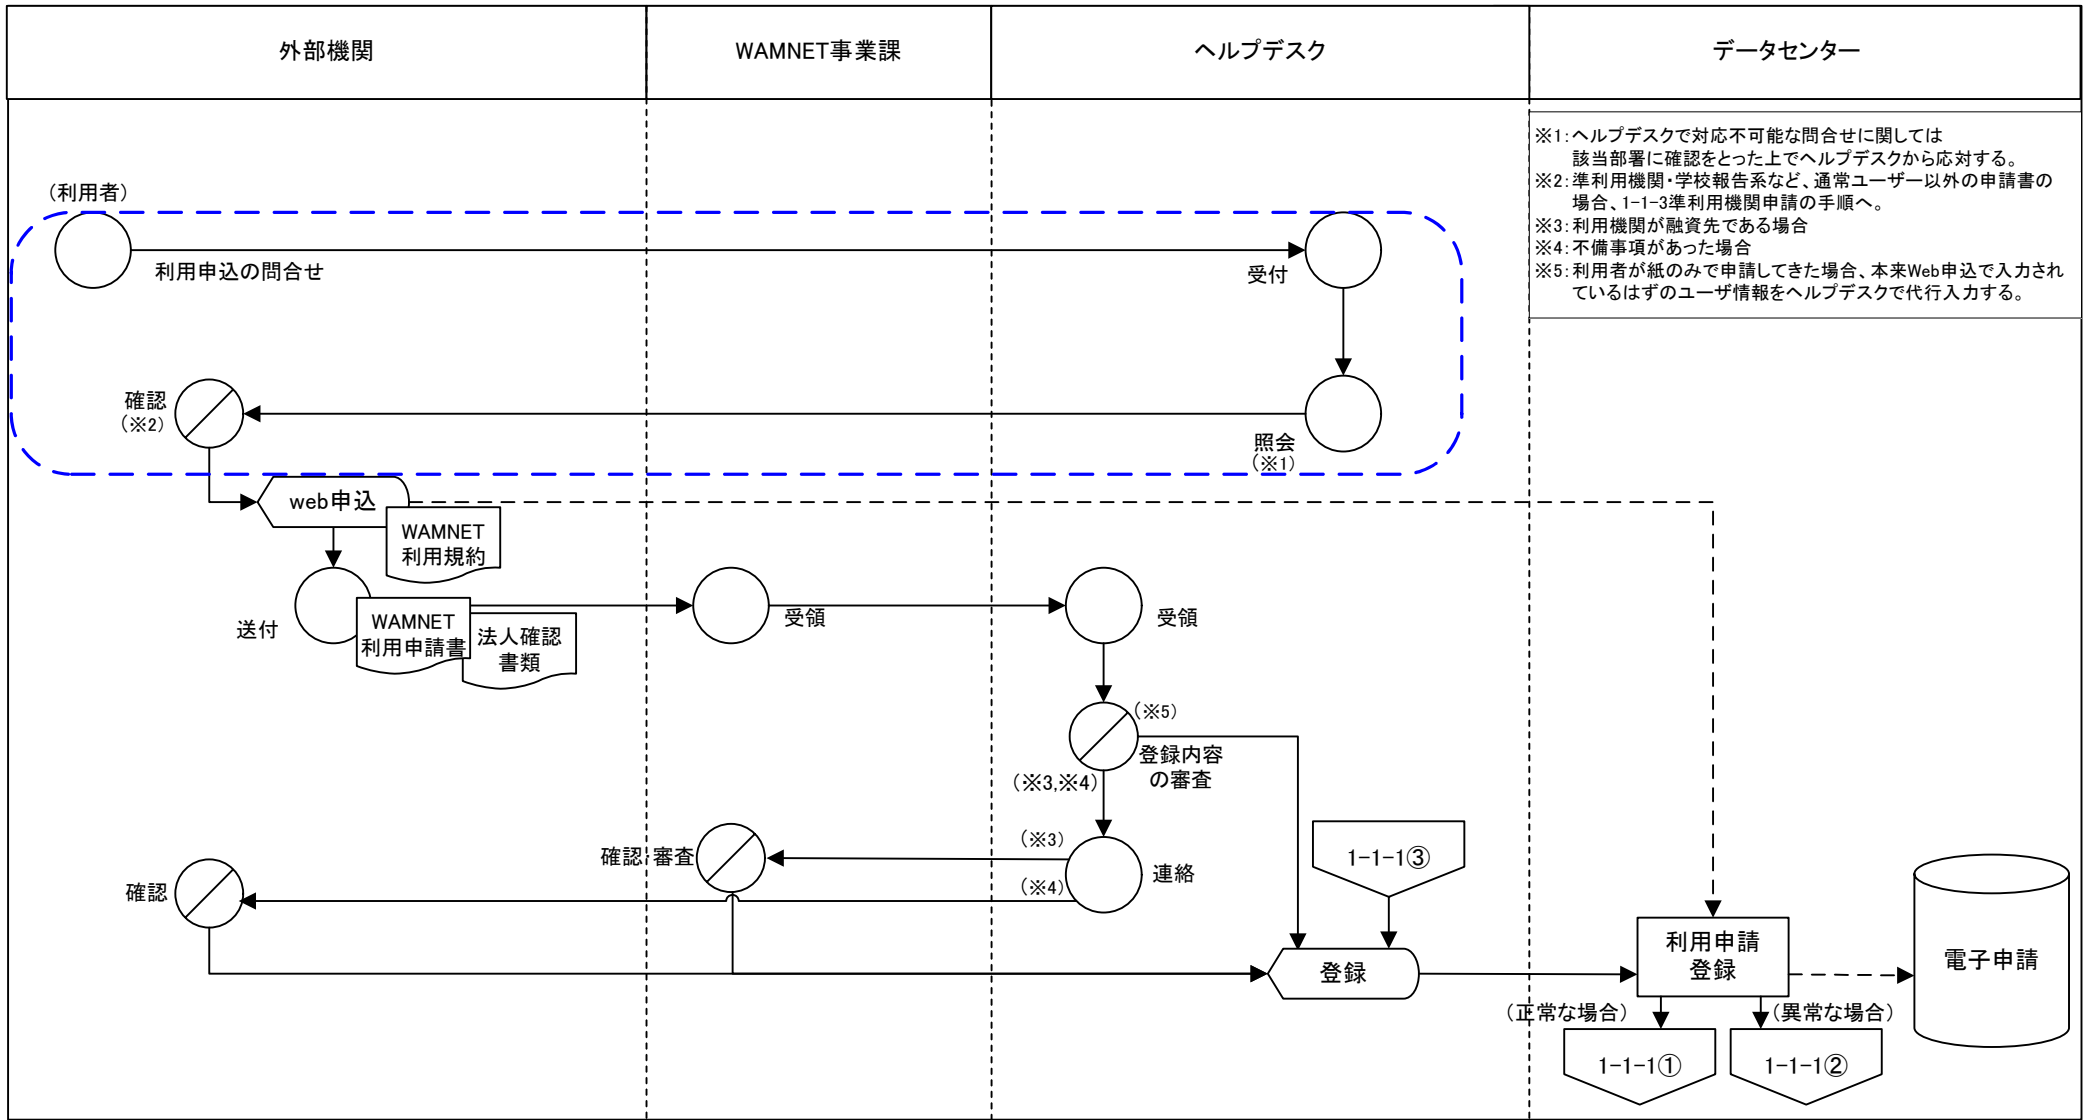 外部機関
WAMNET事業課
ヘルプデスク
データセンター
※1：ヘルプデスクで対応不可能な問合せに関しては
該当部署に確認をとった上でヘルプデスクから応対する。
※2：準利用機関・学校報告系など、通常ユーザー以外の申請書の
場合、1-1-3準利用機関申請の手順へ。
※3：利用機関が融資先である場合
※4：不備事項があった場合
※5：利用者が紙のみで申請してきた場合、本来Web申込で入力され
ているはずのユーザ情報をヘルプデスクで代行入力する。
（利用者）
利用申込の問合せ
受付
確認
（※2）
照会
（※1）
web申込
WAMNET
利用規約
送付
WAMNET
利用申請書
法人確認
書類
受領
受領
（※5）
登録内容
の審査
（※3,※4）
（※3）
確認・審査
（※4）
連絡
確認
1-1-1③
登録
利用申請
登録
電子申請
（正常な場合）
（異常な場合）
1-1-1①
1-1-1②